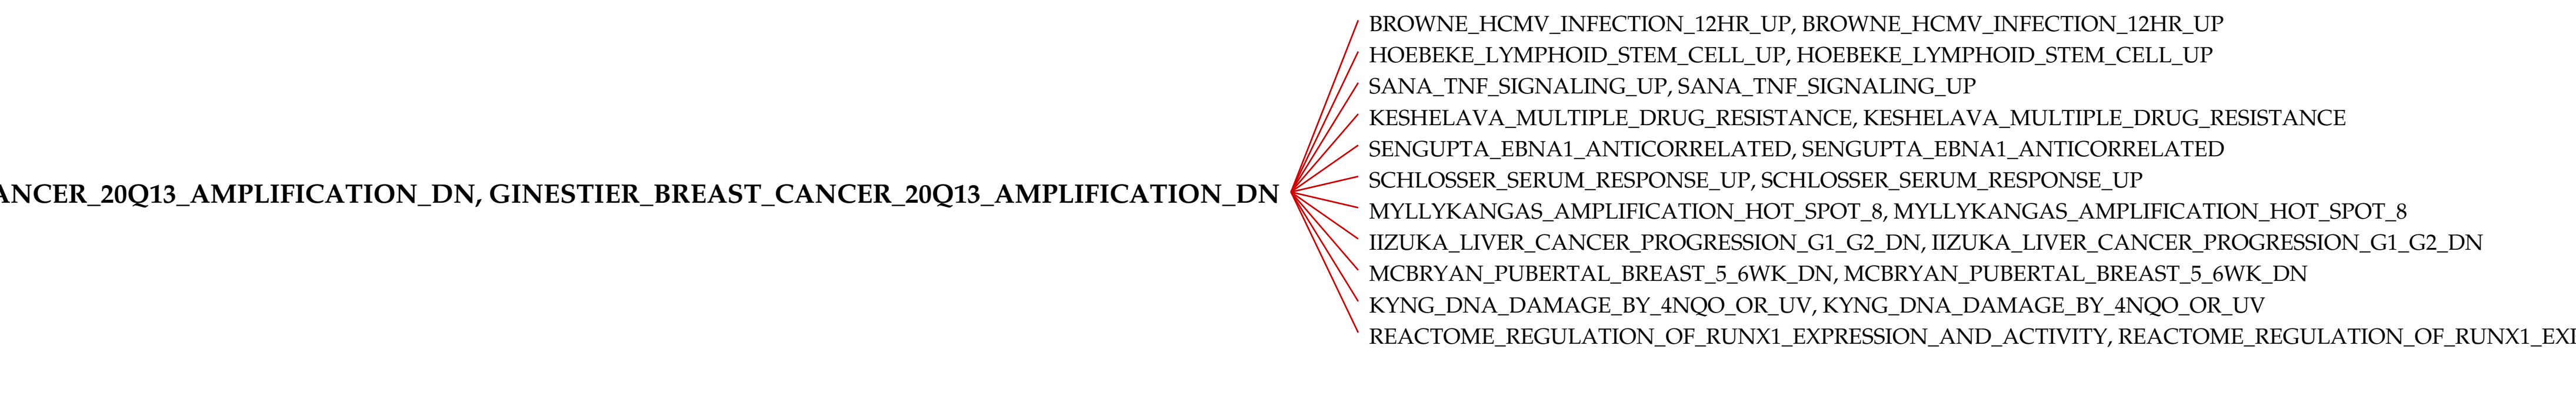 BROWNE_HCMV_INFECTION_12HR_UP, BROWNE_HCMV_INFECTION_12HR_UP
HOEBEKE_LYMPHOID_STEM_CELL_UP, HOEBEKE_LYMPHOID_STEM_CELL_UP
SANA_TNF_SIGNALING_UP, SANA_TNF_SIGNALING_UP
KESHELAVA_MULTIPLE_DRUG_RESISTANCE, KESHELAVA_MULTIPLE_DRUG_RESISTANCE
SENGUPTA_EBNA1_ANTICORRELATED, SENGUPTA_EBNA1_ANTICORRELATED
SCHLOSSER_SERUM_RESPONSE_UP, SCHLOSSER_SERUM_RESPONSE_UP
ANCER_20Q13_AMPLIFICATION_DN, GINESTIER_BREAST_CANCER_20Q13_AMPLIFICATION_DN
MYLLYKANGAS_AMPLIFICATION_HOT_SPOT_8, MYLLYKANGAS_AMPLIFICATION_HOT_SPOT_8
IIZUKA_LIVER_CANCER_PROGRESSION_G1_G2_DN, IIZUKA_LIVER_CANCER_PROGRESSION_G1_G2_DN
MCBRYAN_PUBERTAL_BREAST_5_6WK_DN, MCBRYAN_PUBERTAL_BREAST_5_6WK_DN
KYNG_DNA_DAMAGE_BY_4NQO_OR_UV, KYNG_DNA_DAMAGE_BY_4NQO_OR_UV
REACTOME_REGULATION_OF_RUNX1_EXPRESSION_AND_ACTIVITY, REACTOME_REGULATION_OF_RUNX1_EX